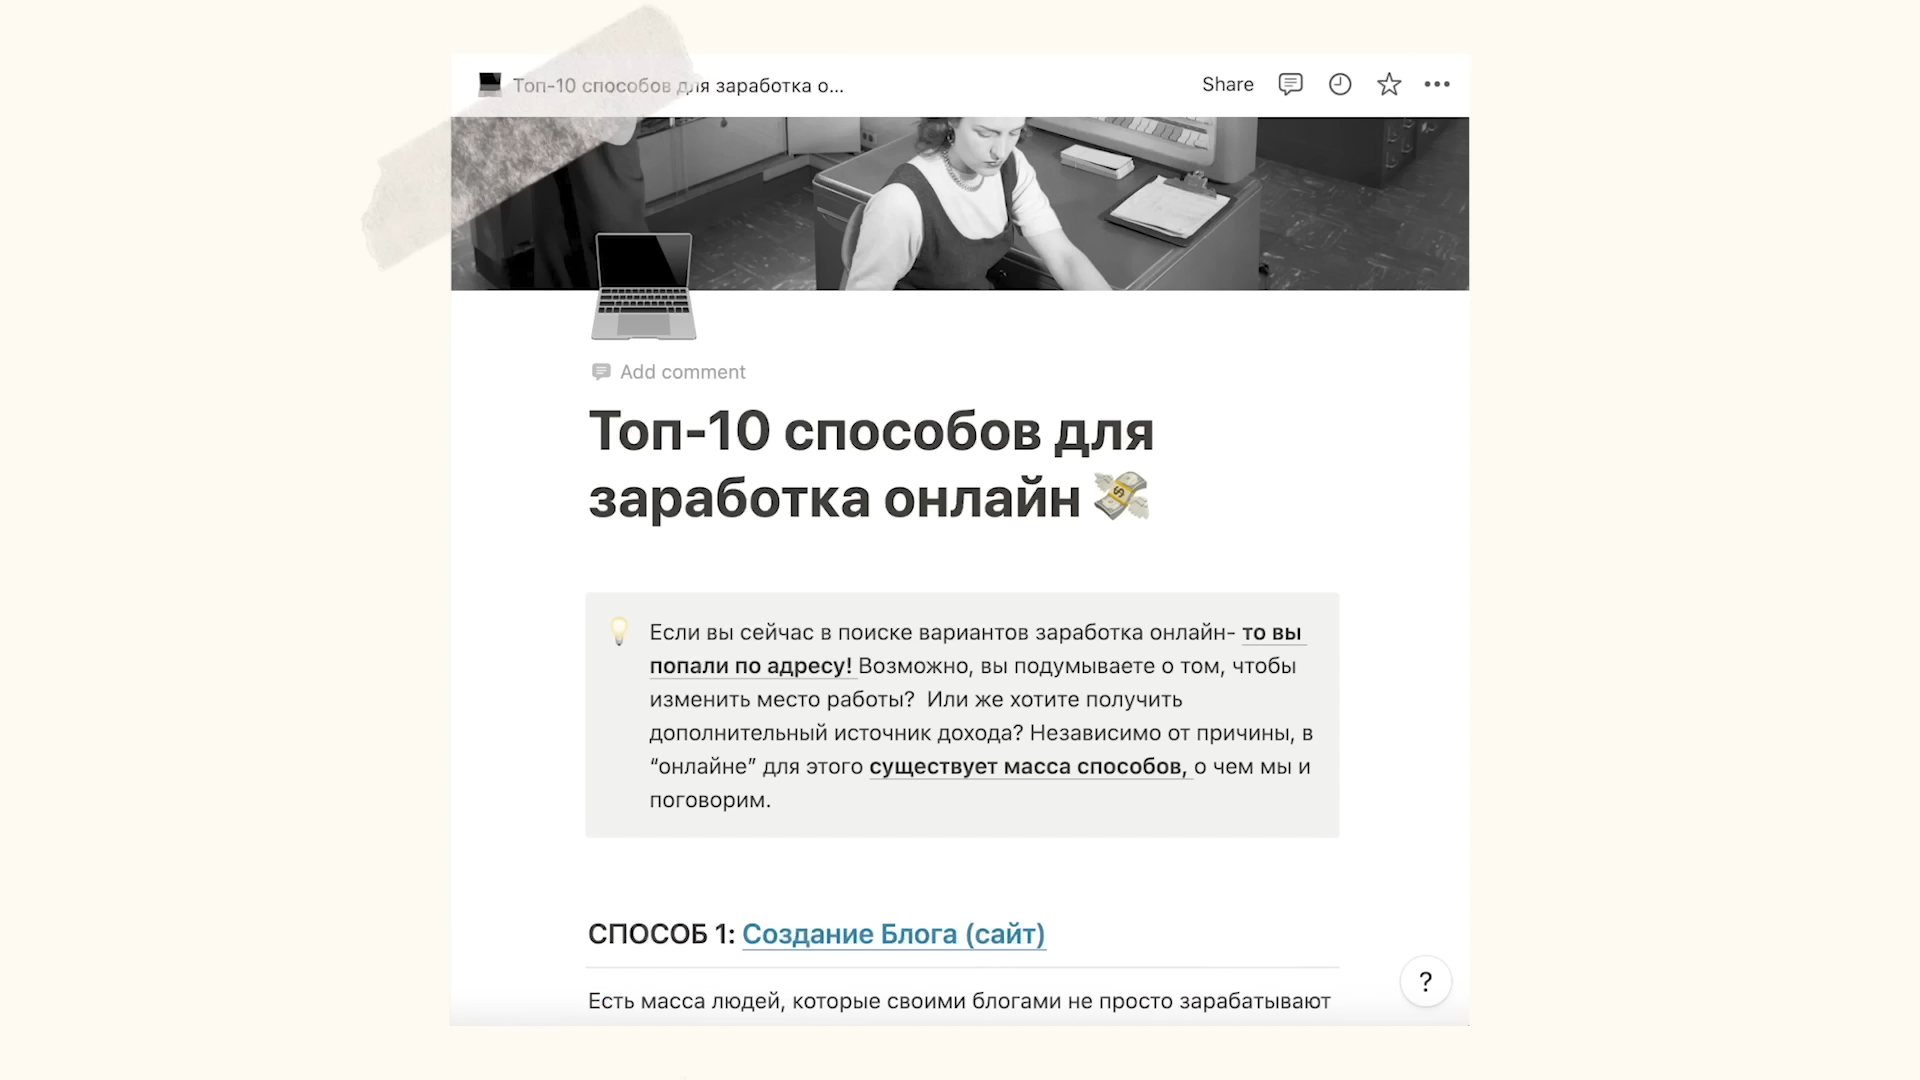 Топ-10 способов для заработка о...
Share
Add comment
Топ-10 способов для
заработка онлайн
Если вы сейчас в поиске вариантов заработка онлайн- то вы
попали по адресу! Возможно, вы подумываете о том, чтобы
изменить место работы?  Или же хотите получить
дополнительный источник дохода? Независимо от причины, в
“онлайне” для этого существует масса способов, о чем мы и
поговорим.
СПОСОБ 1: Создание Блога (сайт)
?
Есть масса людей, которые своими блогами не просто зарабатывают